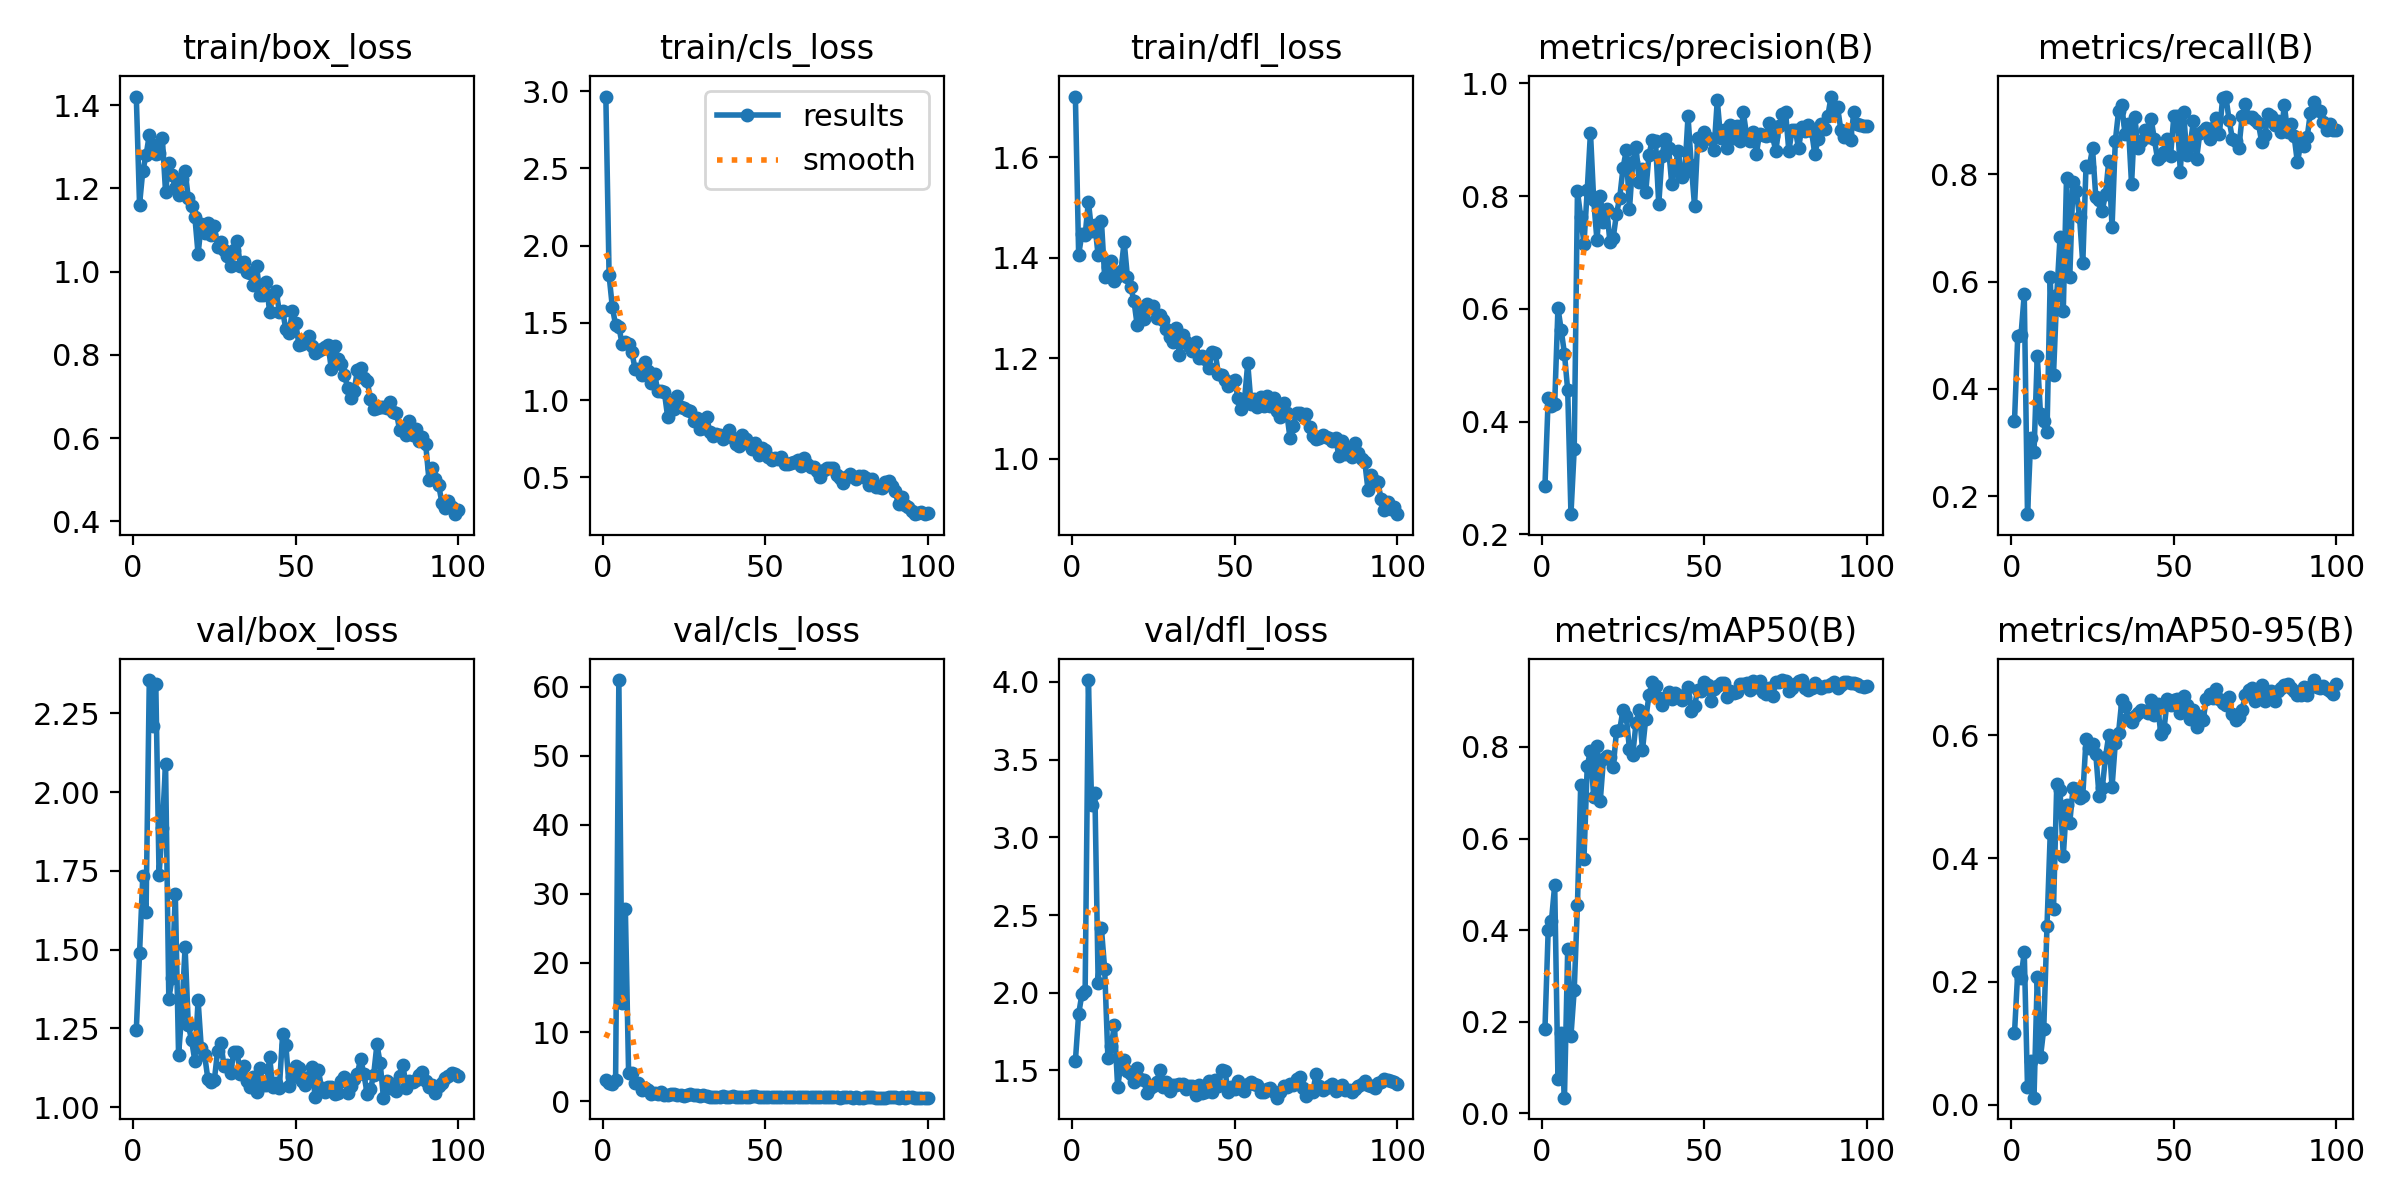 train/box_loss
1.4
1.2
1.0
0.8
0.6
0.4
0 50 100
train/cls_loss
results
smooth
3.0
2.5
2.0
1.5
1.0
0.5
0 50 100
train/dfl_loss
1.6
1.4
1.2
1.0
0 50 100
metrics/precision(B)
1.0
0.8
0.6
0.4
0.2
0 50 100
metrics/recall(B)
0.8
0.6
0.4
0.2
0 50 100
val/box_loss
2.25
2.00
1.75
1.50
1.25
1.00
0 50 100
val/cls_loss
60
50
40
30
20
10
0
0 50 100
val/dfl_loss
4.0
3.5
3.0
2.5
2.0
1.5
0 50 100
metrics/mAP50(B)
0.8
0.6
0.4
0.2
0.0
0 50 100
metrics/mAP50-95(B)
0.6
0.4
0.2
0.0
0 50 100